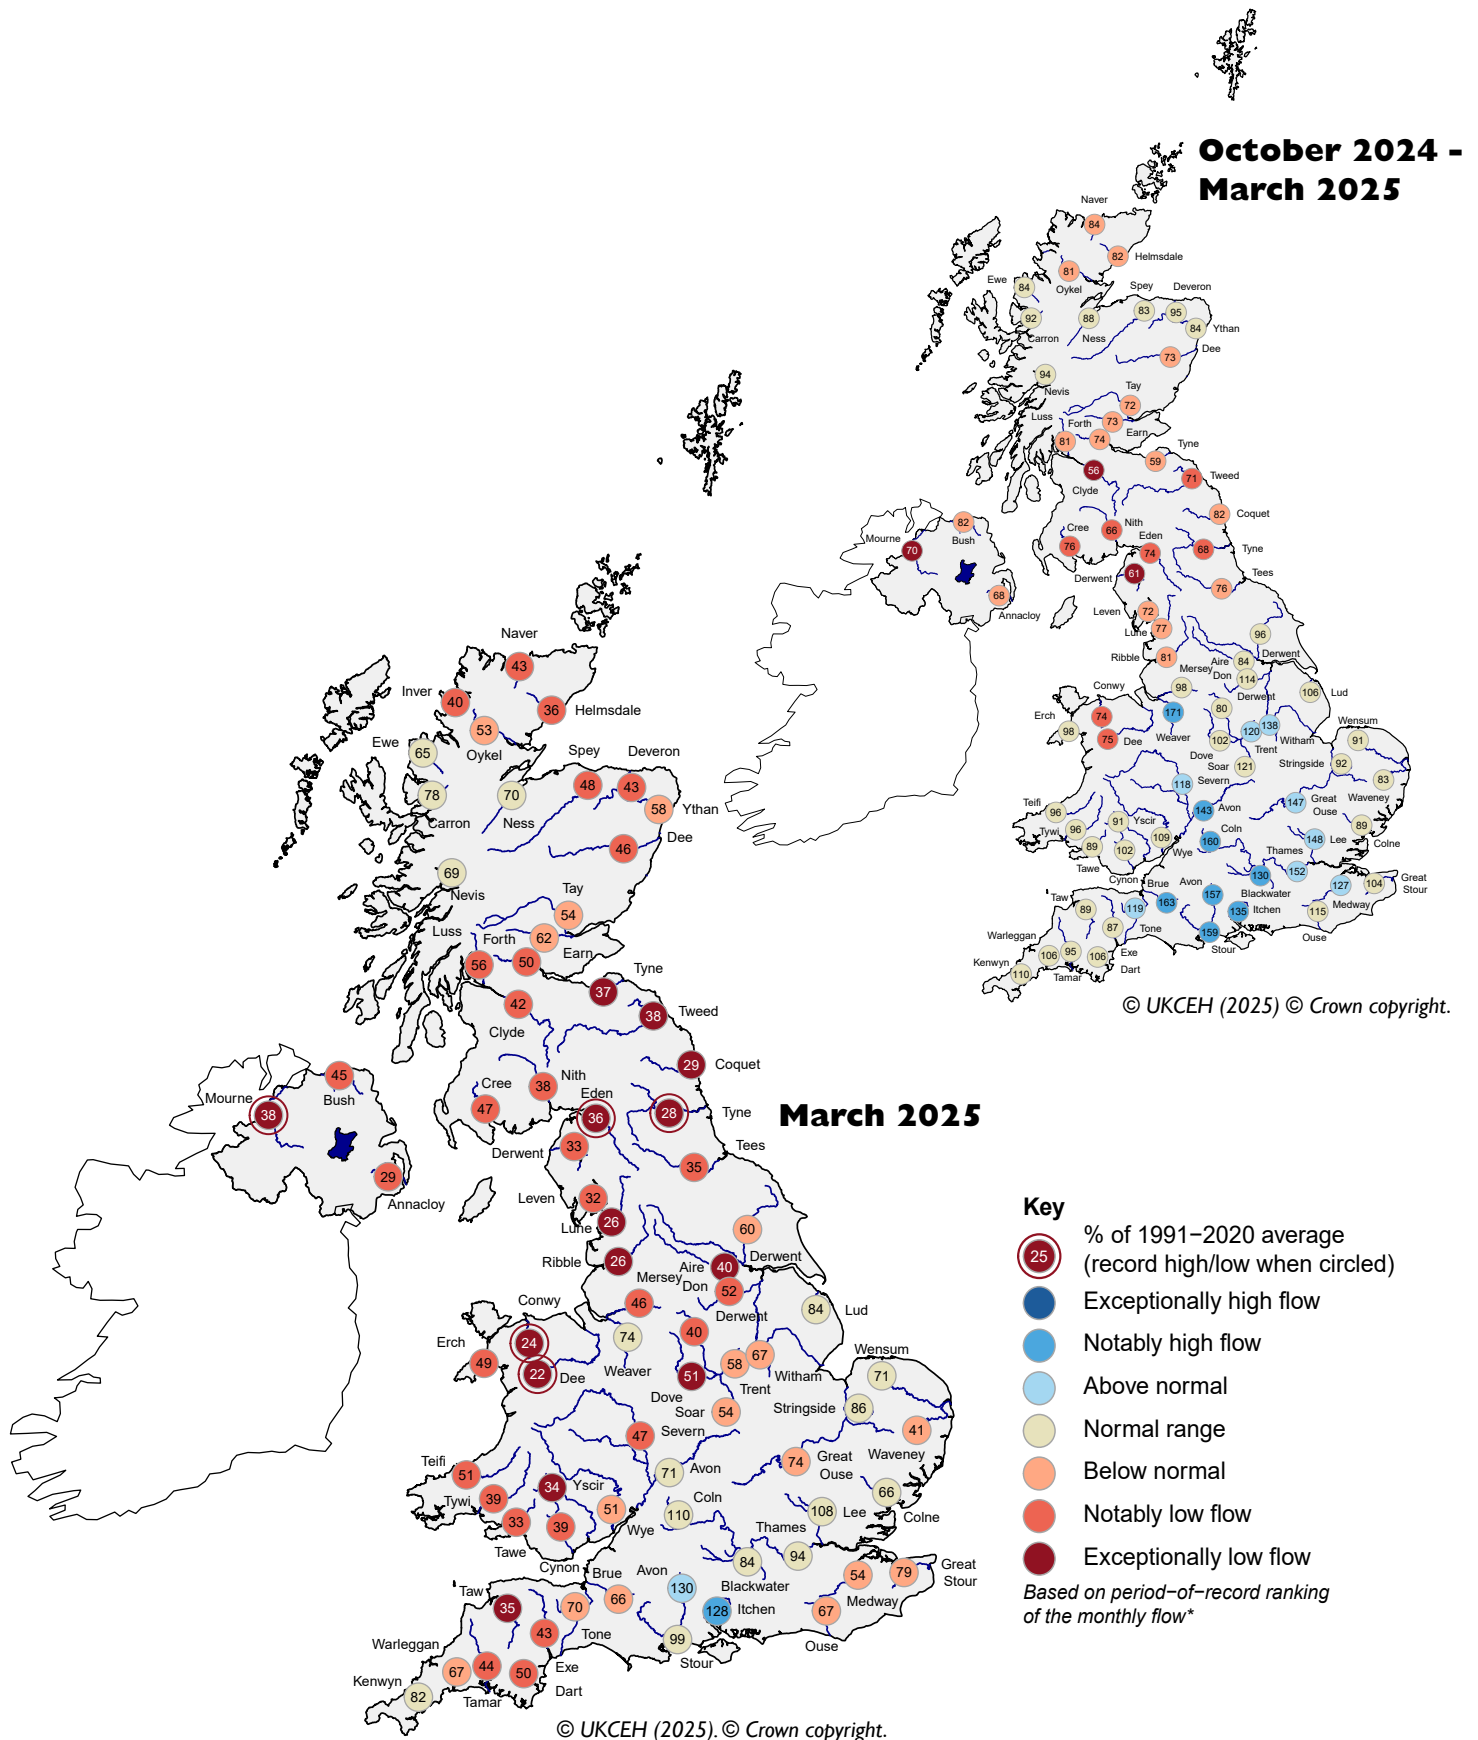 October 2024 -
March 2025
Naver
84
82
Helmsdale
81
Oykel
Ewe
84
92
Carron
88
Ness
Spey
83
Deveron
95
84
Ythan
Dee
73
94
Nevis
Tay
72
Luss
Forth
73
Earn
81
74
Tyne
59
56
Clyde
71
Tweed
82
Coquet
Cree
76
66
Nith
Eden
74
68
Tyne
Mourne
70
82
Bush
68
Annacloy
Derwent
61
Tees
76
Leven
72
Lune
77
96
Derwent
Ribble
81
Mersey
Aire
84
Don
114
98
Derwent
80
106
Lud
Conwy
74
Erch
98
75
Dee
171
Weaver
102
Dove
120
138
Trent
Witham
Wensum
91
Soar
121
Stringside
92
83
Waveney
118
Severn
143
Avon
147
Great
Ouse
Teifi
96
Tywi
96
91
Yscir
89
Tawe
102
Cynon
109
Wye
Coln
160
148
Lee
89
Colne
Thames
152
130
Blackwater
127
Medway
104
Great
Stour
Taw
89
Brue
163
Avon
157
135
Itchen
115
Ouse
119
Tone
87
Exe
159
Stour
Warleggan
106
95
106
Dart
Kenwyn
110
Tamar
© UKCEH (2025) © Crown copyright.
Naver
43
Inver
40
36
Helmsdale
53
Oykel
Ewe
65
78
Carron
70
Ness
Spey
48
Deveron
43
58
Ythan
46
Dee
69
Nevis
Tay
54
Luss
Forth
62
Earn
56
50
Tyne
37
42
Clyde
38
Tweed
29
Coquet
Cree
47
38
Nith
Eden
36
28
Tyne
Mourne
38
45
Bush
29
Annacloy
March 2025
Derwent
33
Tees
35
Leven
32
Lune
26
60
Derwent
Ribble
26
Mersey
Aire
40
Don
52
46
Derwent
40
84
Lud
Conwy
24
Erch
49
22
Dee
74
Weaver
51
Dove
58
67
Trent
Witham
Wensum
71
Soar
54
Stringside
86
41
Waveney
47
Severn
71
Avon
74
Great
Ouse
Teifi
51
Tywi
39
34
Yscir
33
Tawe
39
Cynon
51
Wye
Coln
110
108
Lee
66
Colne
Thames
94
84
Blackwater
54
Medway
79
Great
Stour
Taw
35
Brue
66
Avon
130
128
Itchen
67
Ouse
70
Tone
43
Exe
99
Stour
Warleggan
67
44
50
Dart
Kenwyn
82
Tamar
© UKCEH (2025). © Crown copyright.
Key
25
% of 1991−2020 average
(record high/low when circled)
Exceptionally high flow
Notably high flow
Above normal
Normal range
Below normal
Notably low flow
Exceptionally low flow
Based on period−of−record ranking
of the monthly flow*